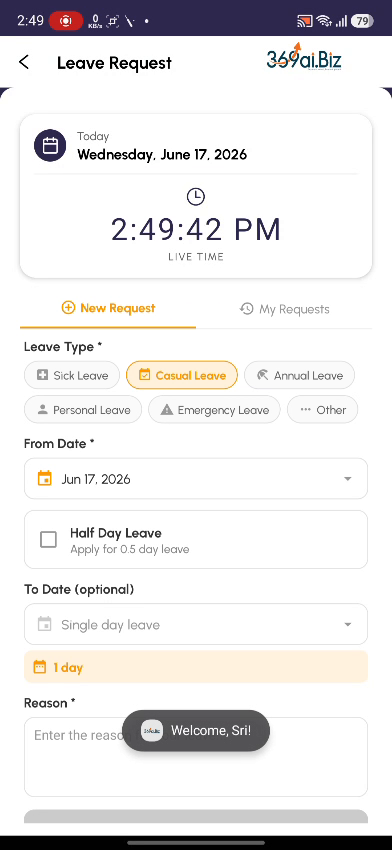 2:49
0
KB/s
79
Leave Request
369ai.Biz
Today
Wednesday, June 17, 2026
2:49:42 PM
LIVE TIME
New Request
My Requests
Leave Type *
Sick Leave
Casual Leave
Annual Leave
Personal Leave
Emergency Leave
Other
From Date *
Jun 17, 2026
Half Day Leave
Apply for 0.5 day leave
To Date (optional)
Single day leave
1 day
Reason *
Enter the reason
Welcome, Sri!